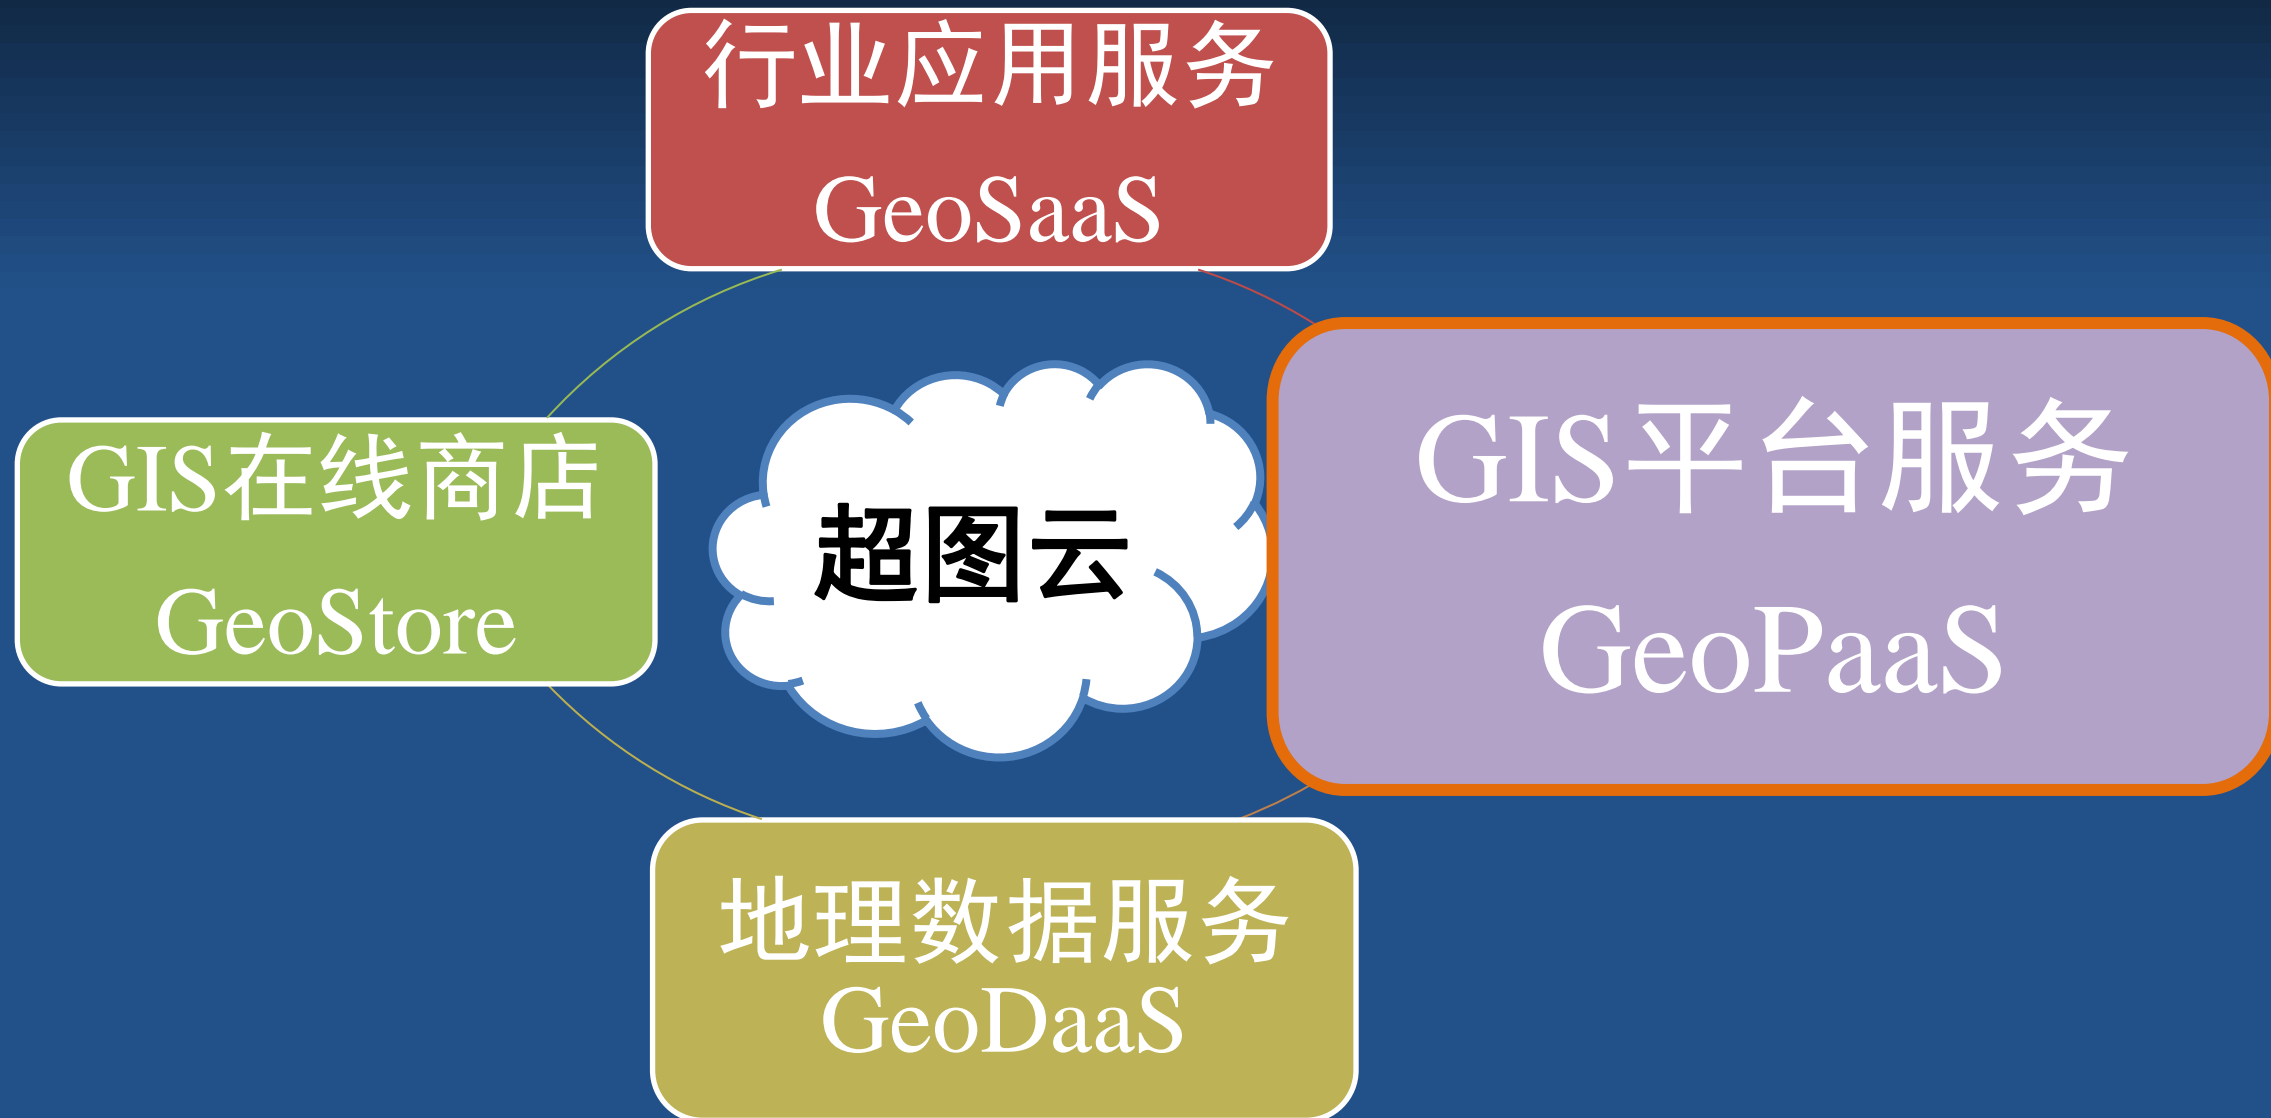 行业应用服务
GeoSaaS
GIS在线商店
GeoStore
超图云
GIS平台服务
GeoPaaS
地理数据服务
GeoDaaS